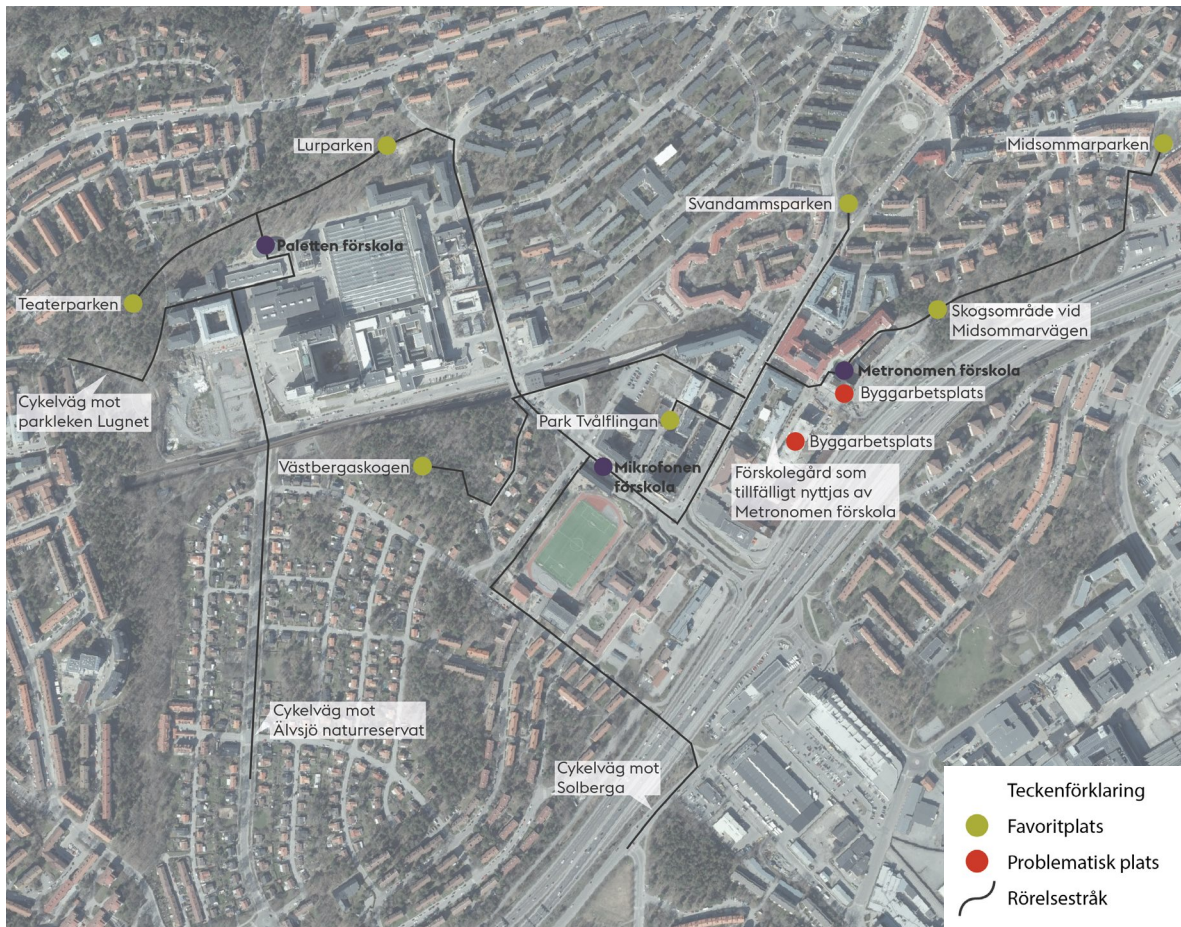 Lurparken
Midsommarparken
Svandammsparken
Paletten förskola
Teaterparken
Skogsområde vid
Midsommarvägen
Metronomen förskola
Byggarbetsplats
Cykelväg mot
parkleken Lugnet
Park Tvålflingan
Byggarbetsplats
Västbergaskogen
Mikrofonen
förskola
Förskolegård som
tillfälligt nyttjas av
Metronomen förskola
Cykelväg mot
Älvsjö naturreservat
Cykelväg mot
Solberga
Teckenförklaring
Favoritplats
Problematisk plats
Rörelsestråk